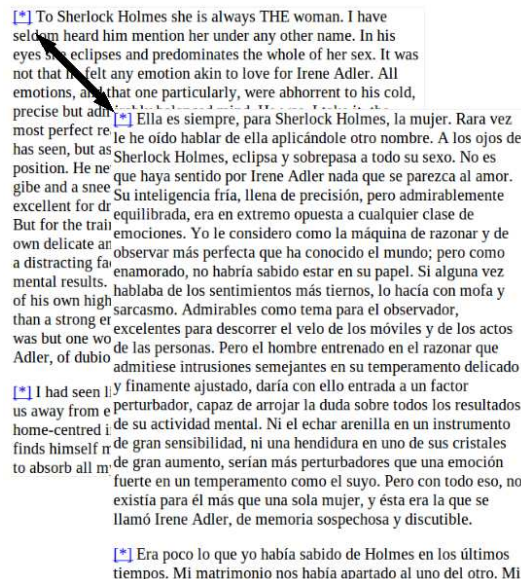 [*] To Sherlock Holmes she is always THE woman. I have
seldom heard him mention her under any other name. In his
eyes she eclipses and predominates the whole of her sex. It was
not that he felt any emotion akin to love for Irene Adler. All
emotions, and that one particularly, were abhorrent to his cold,
precise but
most perfect
has seen, but as
position. He
gibe and a
excellent for
But for the
own delicate
a distracting
mental results.
of his own high
than a strong
was but one
Adler, of
[*] I had seen
us away from
home-centred
finds himself
to absorb all
[*] Ella es siempre, para Sherlock Holmes, la mujer. Rara vez
le he oído hablar de ella aplicándole otro nombre. A los ojos de
Sherlock Holmes, eclipsa y sobrepasa a todo su sexo. No es
que haya sentido por Irene Adler nada que se parezca al amor.
Su inteligencia fría, llena de precisión, pero admirablemente
equilibrada, era en extremo opuesta a cualquier clase de
emociones. Yo le considero como la máquina de razonar y de
observar más perfecta que ha conocido el mundo; pero como
enamorado, no habría sabido estar en su papel. Si alguna vez
hablaba de los sentimientos más tiernos, lo hacía con mofa y
sarcasmo. Admirables como tema para el observador,
excelentes para descorrer el velo de los móviles y de los actos
de las personas. Pero el hombre entrenado en el razonar que
admitiese intrusiones semejantes en su temperamento delicado
y finamente ajustado, daría con ello entrada a un factor
perturbador, capaz de arrojar la duda sobre todos los resultados
de su actividad mental. Ni el echar arenilla en un instrumento
de gran sensibilidad, ni una hendidura en uno de sus cristales
de gran aumento, serían más perturbadores que una emoción
fuerte en un temperamento como el suyo. Pero con todo eso, no
existía para él más que una sola mujer, y ésta era la que se
llamó Irene Adler, de memoria sospechosa y discutible.
[*] Era poco lo que yo había sabido de Holmes en los últimos
tiempos. Mi matrimonio nos había apartado al uno del otro. Mi